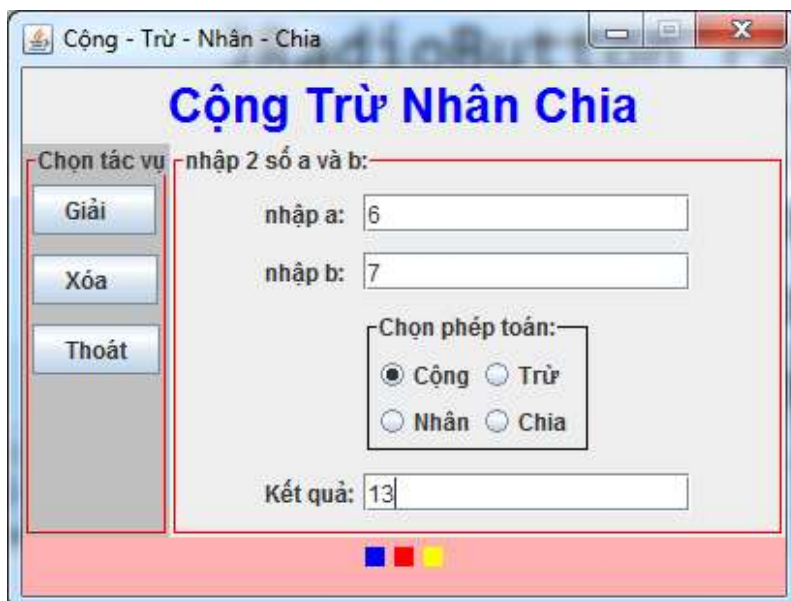 Cộng - Trừ - Nhân - Chia
Cộng Trừ Nhân Chia
Chọn tác vụ
Giải
Xóa
Thoát
nhập 2 số a và b:
nhập a: 6
nhập b: 7
Chọn phép toán:
Cộng Trừ
Nhân Chia
Kết quả: 13